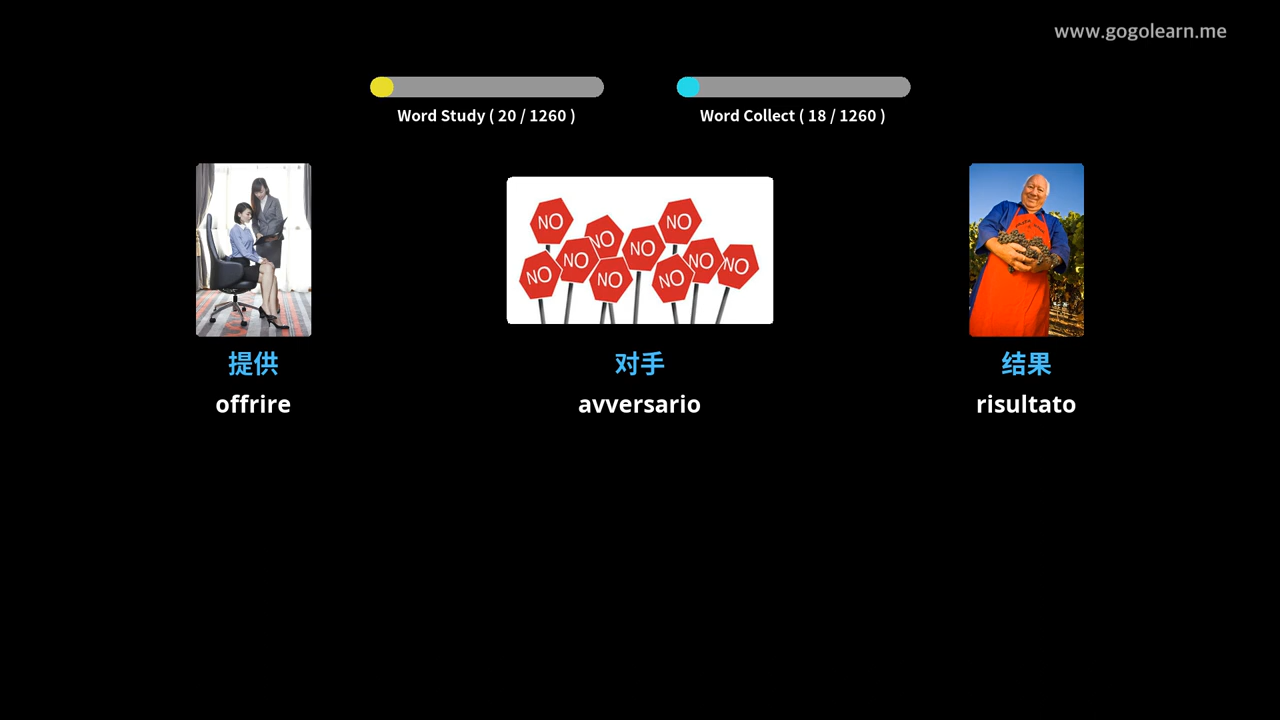 www.gogolearn.me
Word Study ( 20 / 1260 )
Word Collect ( 18 / 1260 )
NO
NO
NO
NO
NO
NO
NO
NO
NO
NO
提供
对手
结果
offrire
avversario
risultato